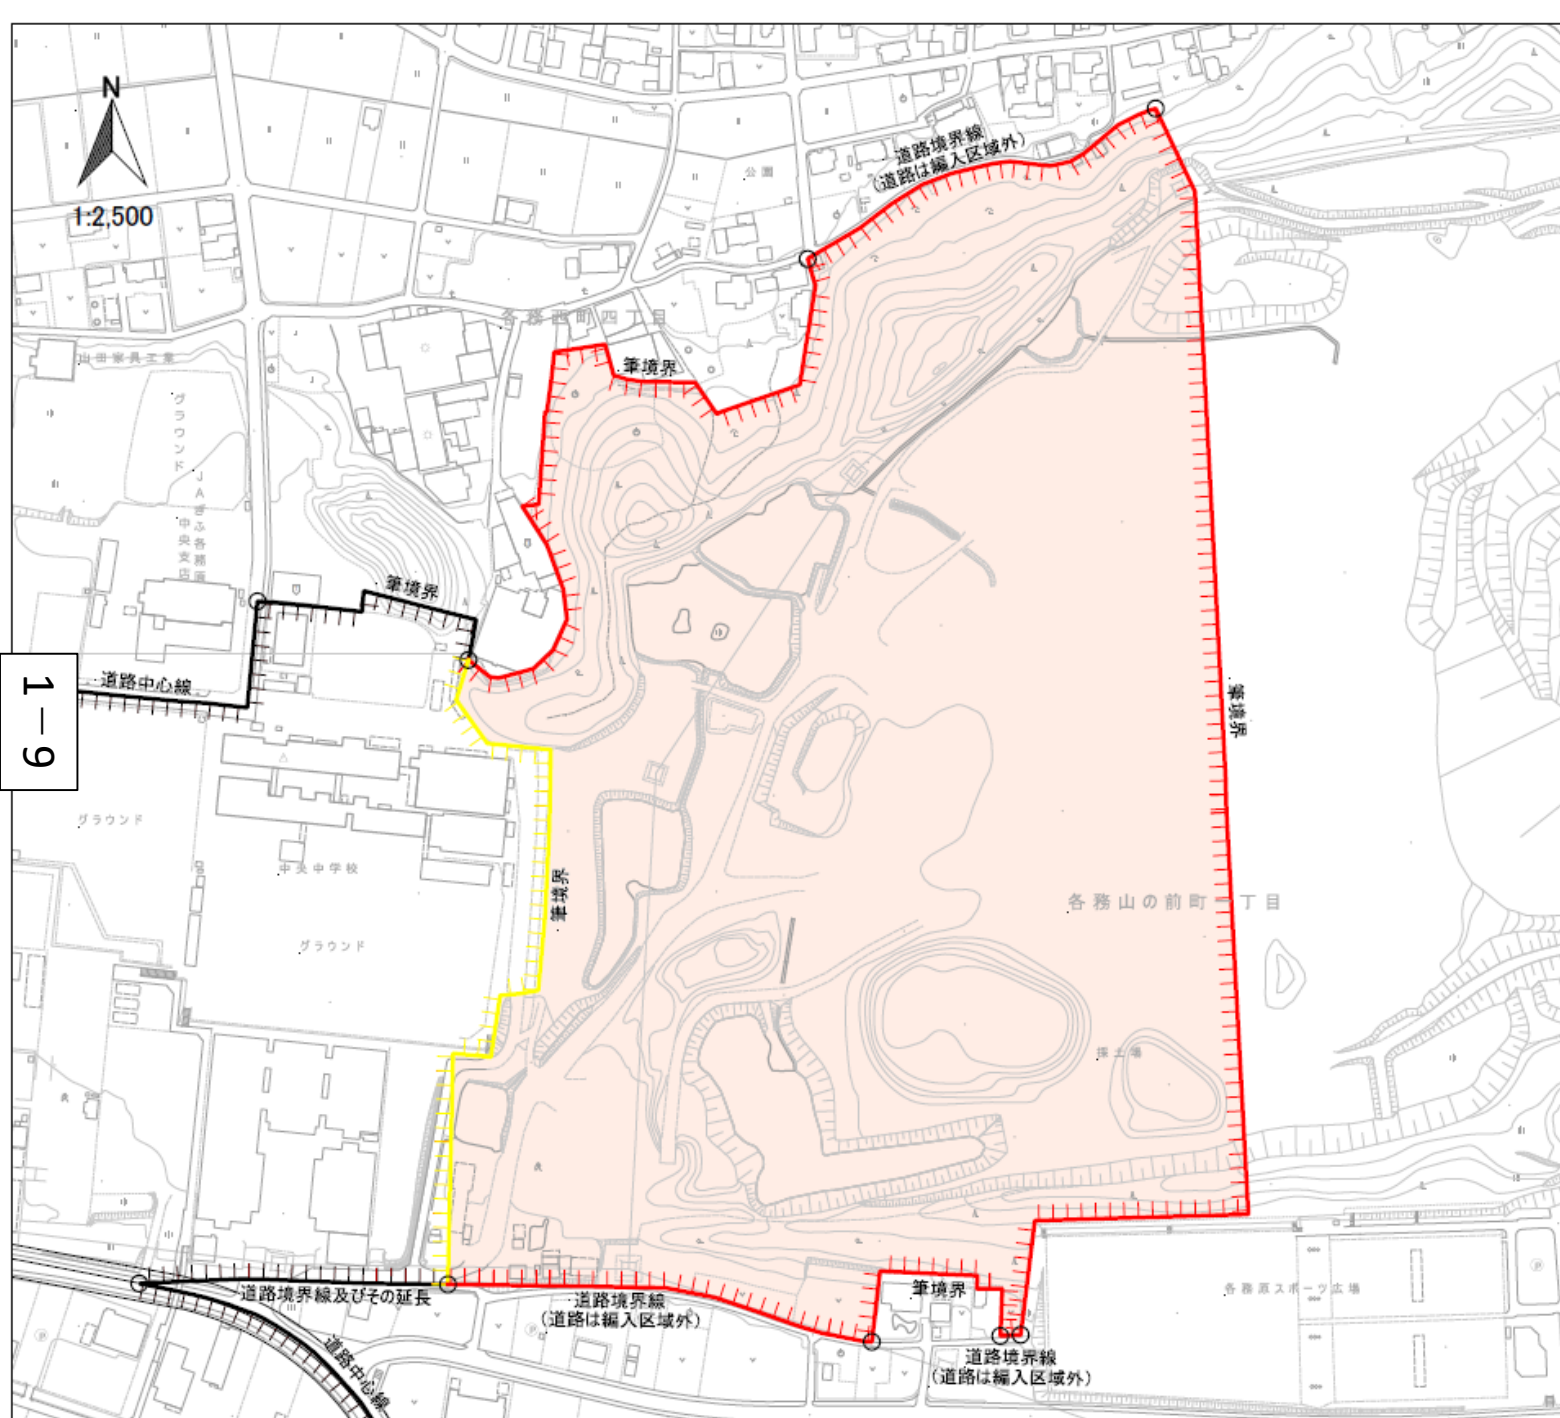 N
1:2,500
道路境界線
(道路は編入区域外)
公園
各務西町四丁目
筆境界
山田家具工業
グラウンド
JAぎふ各務原
中央支店
筆境界
道路中心線
1-9
筆境界
グラウンド
中央中学校
筆境界
各務山の前町一丁目
グラウンド
採土場
道路境界線及びその延長
道路境界線
(道路は編入区域外)
筆境界
各務原スポーツ広場
道路中心線
道路境界線
(道路は編入区域外)